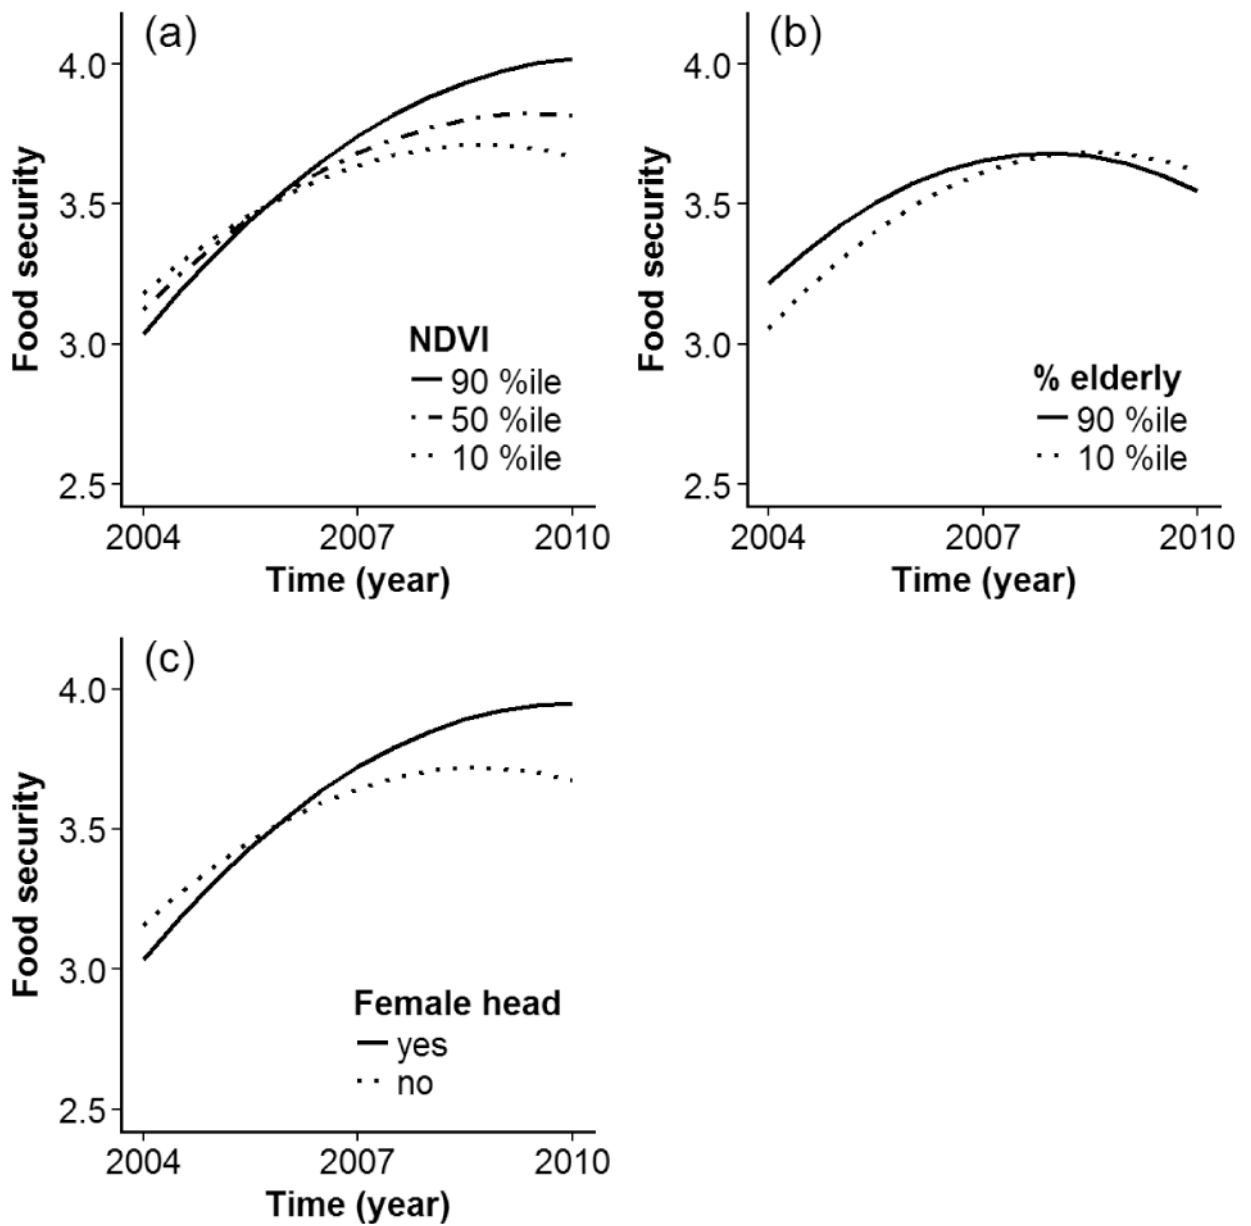 (a)
Food security
4.0
3.5
3.0
2.5
NDVI
90 %ile
50 %ile
10 %ile
2004 2007 2010
Time (year)
(b)
Food security
4.0
3.5
3.0
2.5
% elderly
90 %ile
10 %ile
2004 2007 2010
Time (year)
(c)
Food security
4.0
3.5
3.0
2.5
Female head
yes
no
2004 2007 2010
Time (year)